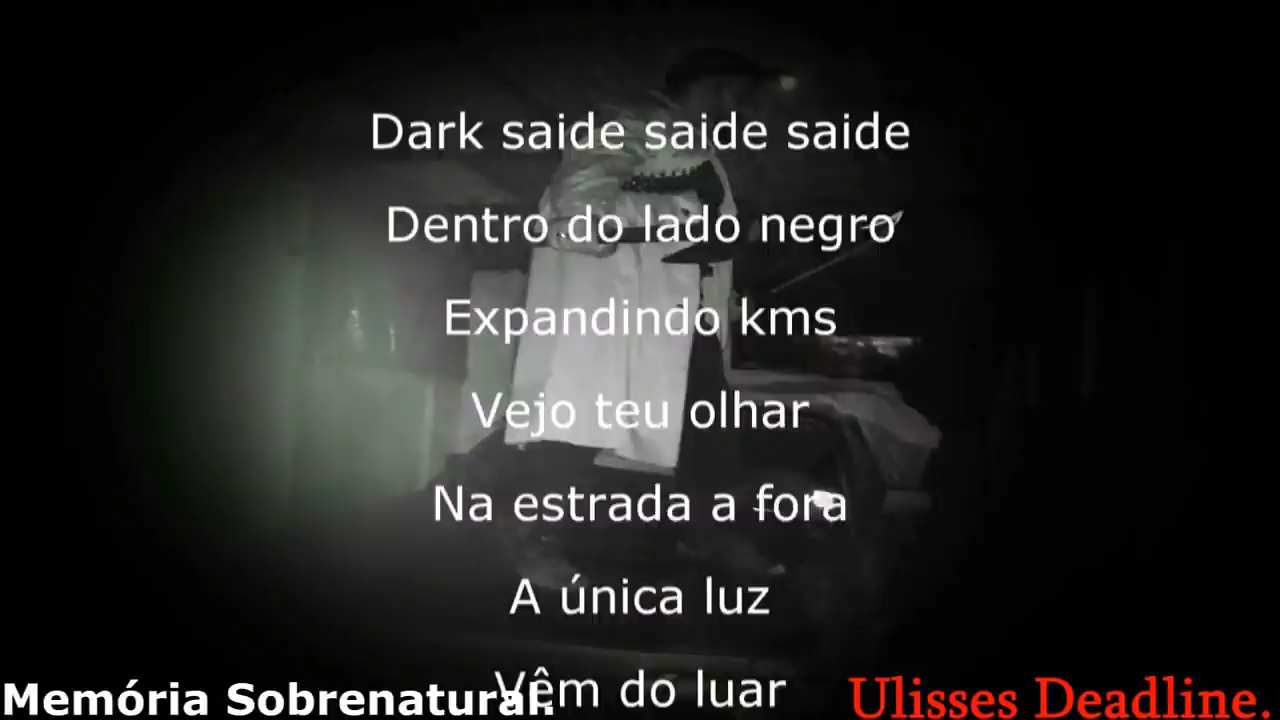 Dark saide saide saide
Dentro do lado negro
Expandindo kms
Vejo teu olhar
Na estrada a fora
A única luz
Vêm do luar
Memória Sobrenatural.
Ulisses Deadline.